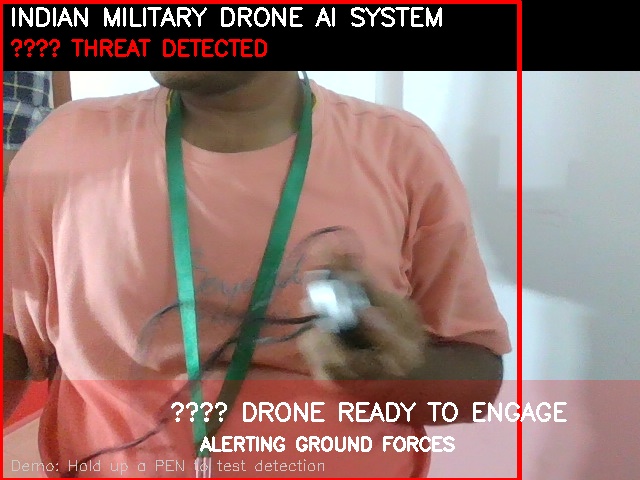 INDIAN MILITARY DRONE AI SYSTEM
???? THREAT DETECTED
???? DRONE READY TO ENGAGE
ALERTING GROUND FORCES
Demo: Hold up a PEN to test detection